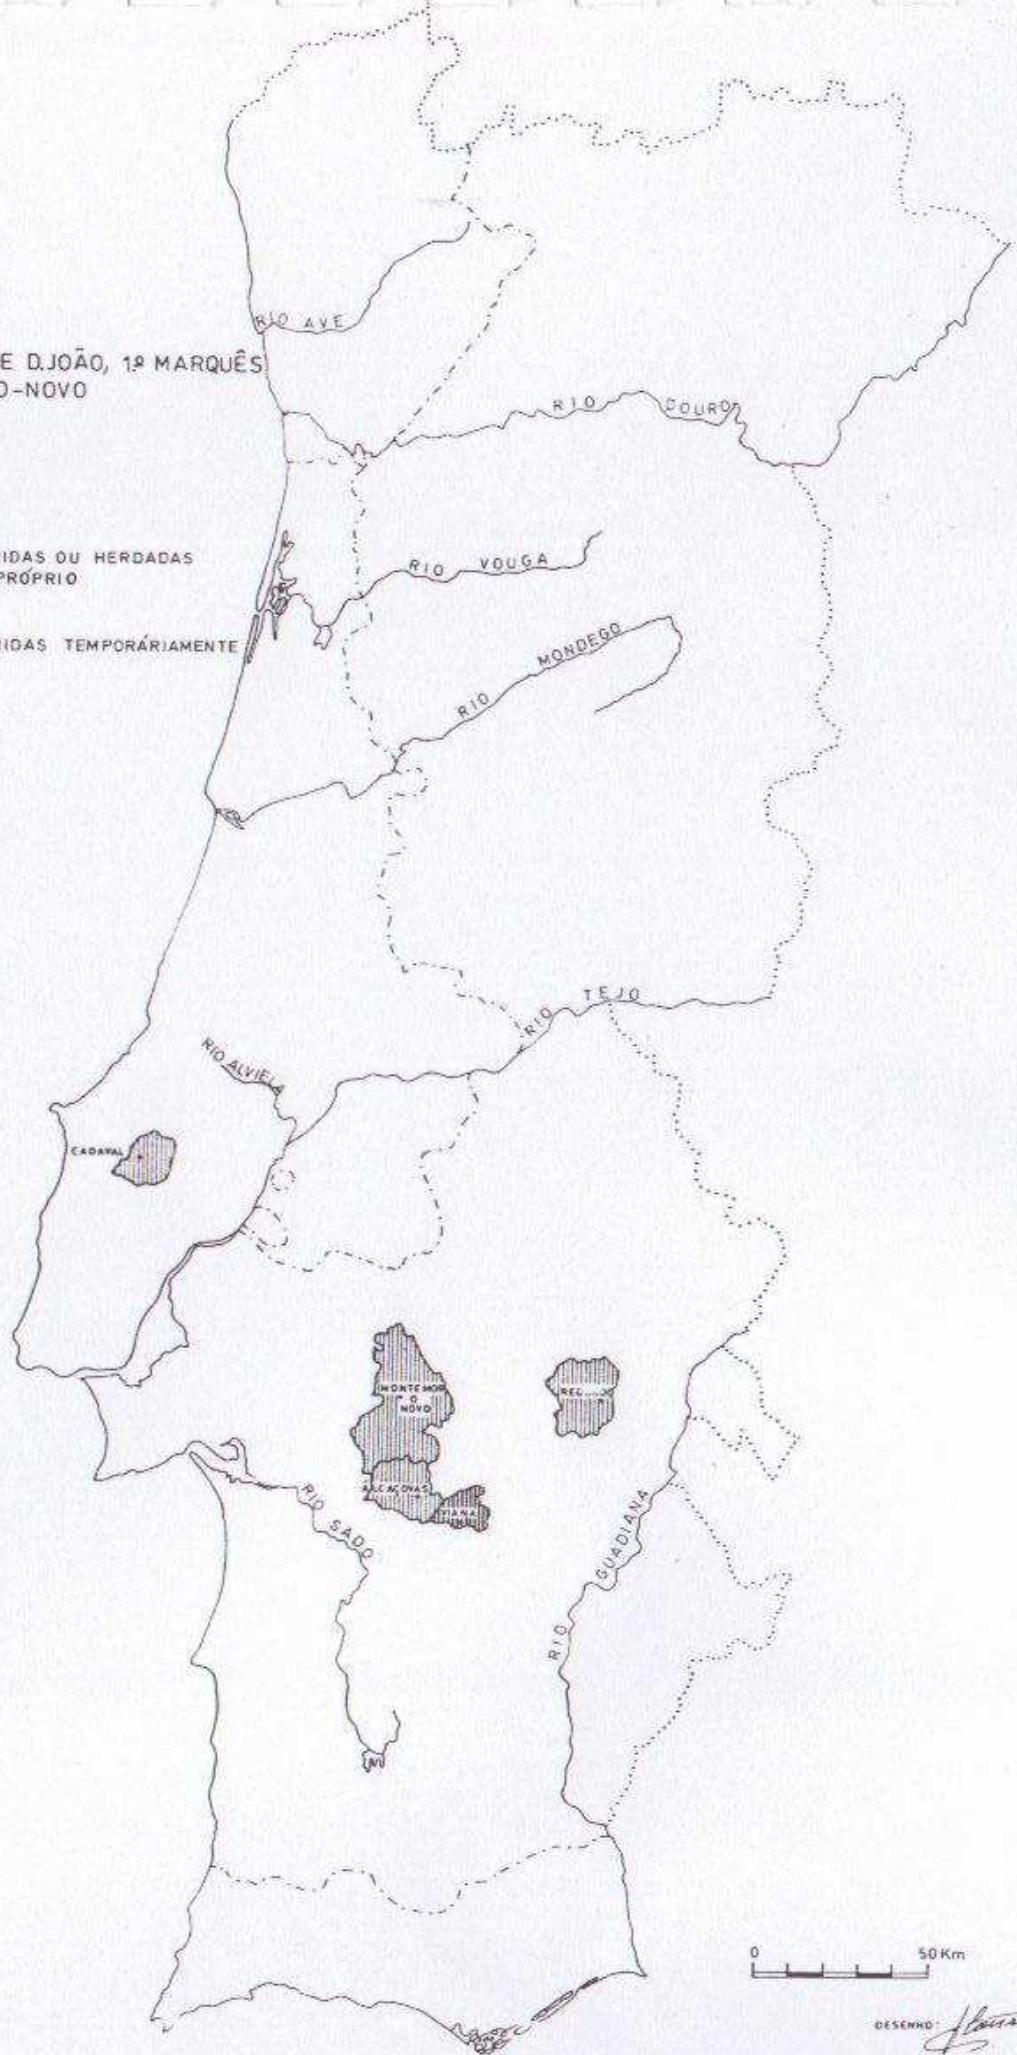 E D.JOÃO, 1º MARQUÊS
O-NOVO
IDAS OU HERDADAS
PRÓPRIO
IDAS TEMPORÁRIAMENTE
RIO AVE
RIO DOURO
RIO VOUGA
RIO MONDEGO
RIO TEJO
RIO ALVIELA
CADAVAL
MONTEMOR
O
NOVO
ALCAÇOVAS
VIANA
RIO SADO
RIO GUADIANA
0 50 Km
DESENHO: